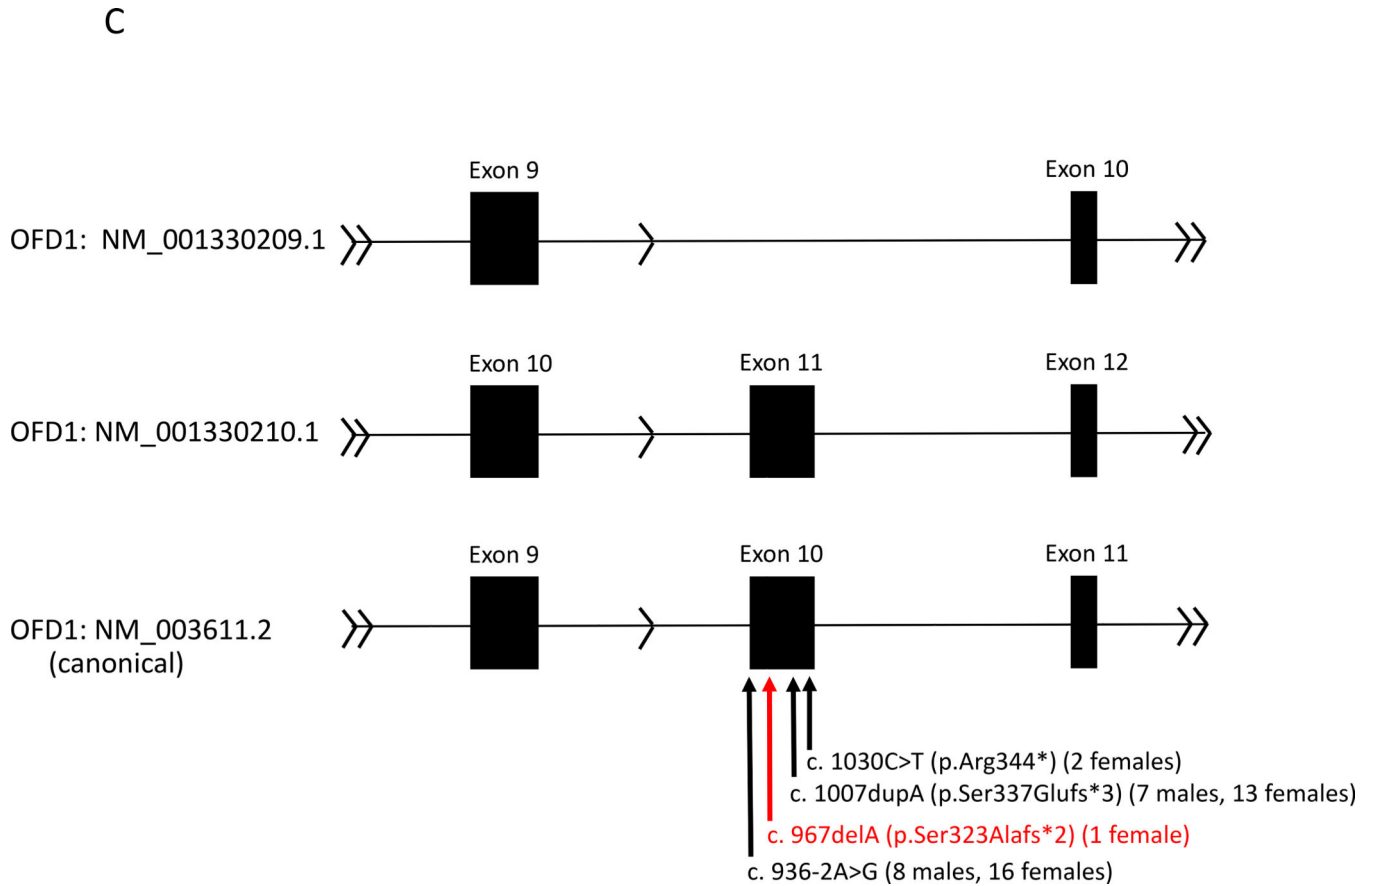 C
Exon 9 Exon 10
OFD1: NM_001330209.1
Exon 10 Exon 11 Exon 12
OFD1: NM_001330210.1
Exon 9 Exon 10 Exon 11
OFD1: NM_003611.2
(canonical)
c. 1030C>T (p.Arg344*) (2 females)
c. 1007dupA (p.Ser337Glufs*3) (7 males, 13 females)
c. 967delA (p.Ser323Alafs*2) (1 female)
c. 936-2A>G (8 males, 16 females)